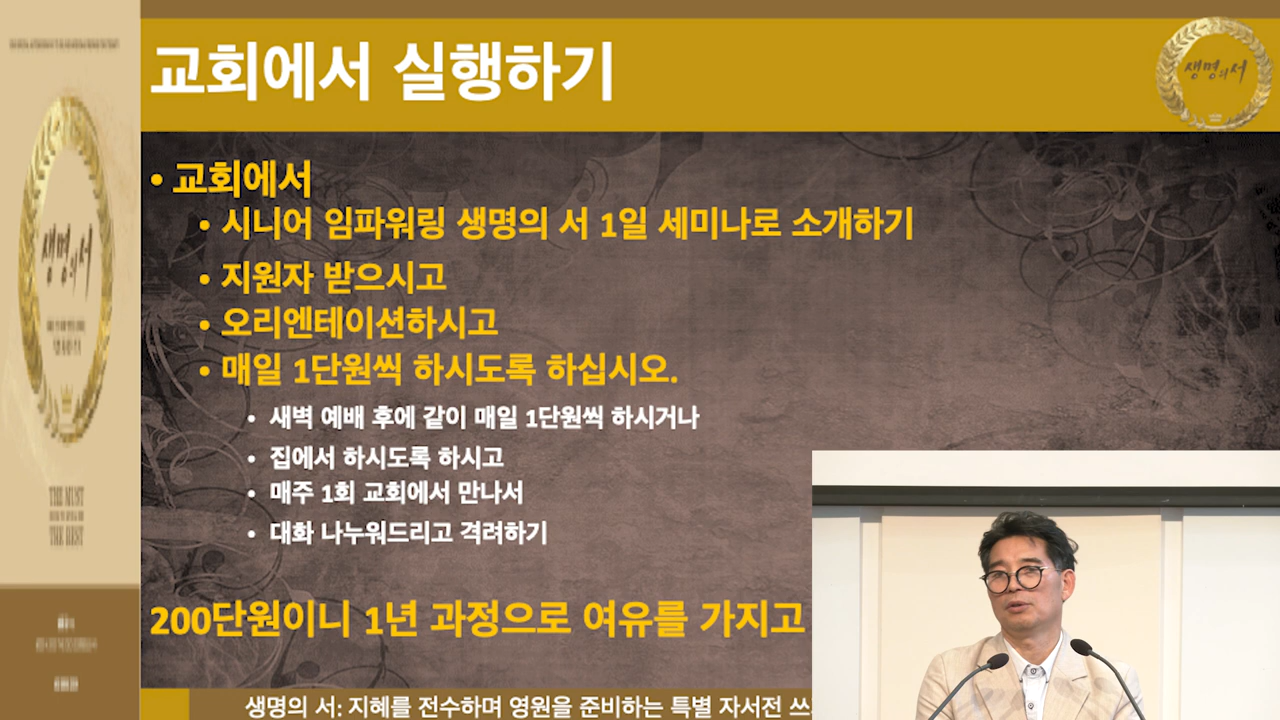 교회에서 실행하기
생명의서
• 교회에서
• 시니어 임파워링 생명의 서 1일 세미나로 소개하기
• 지원자 받으시고
• 오리엔테이션하시고
• 매일 1단원씩 하시도록 하십시오.
• 새벽 예배 후에 같이 매일 1단원씩 하시거나
• 집에서 하시도록 하시고
• 매주 1회 교회에서 만나서
• 대화 나누워드리고 격려하기
200단원이니 1년 과정으로 여유를 가지고
생명의 서: 지혜를 전수하며 영원을 준비하는 특별 자서전 쓰
생명의서
THE MUST
THE BEST